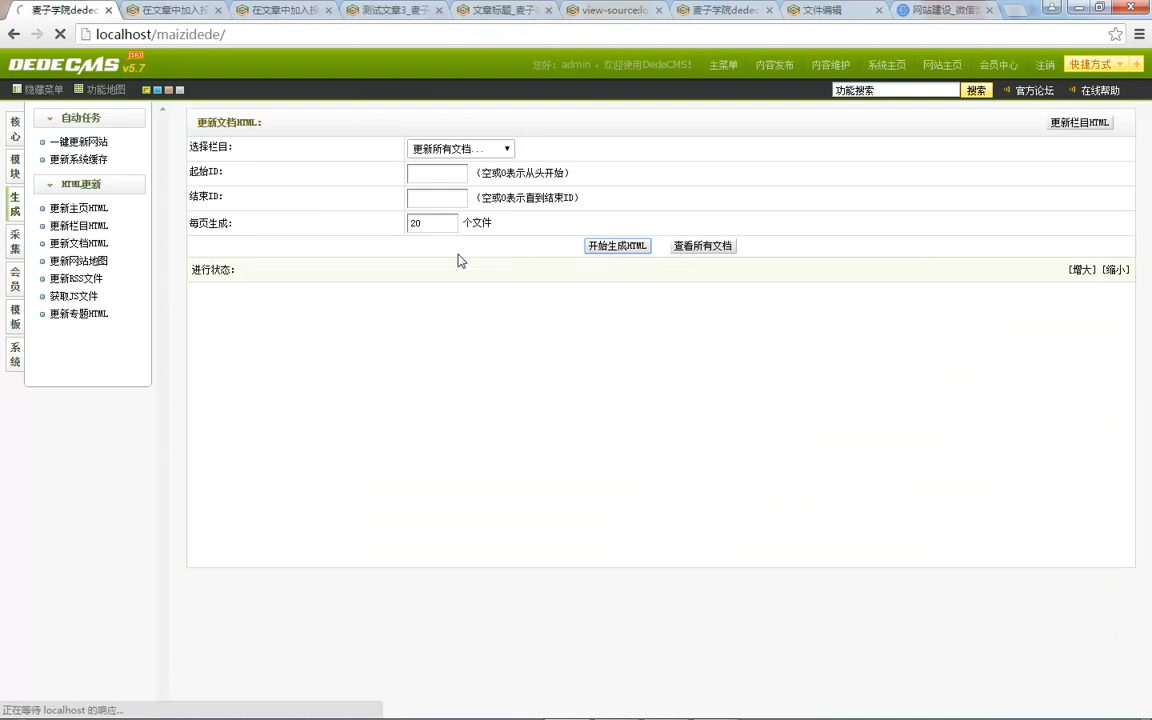 麦子学院dedec
在文章中加入投
在文章中加入投
测试文章3_麦子
文章标题_麦子
view-source:lo
麦子学院dedec
文件编辑
网站建设_微信
localhost/maizidede/
DEDECMS v5.7 SP1
您好: admin , 欢迎使用DedeCMS! 主菜单 内容发布 内容维护 系统主页 网站主页 会员中心 注销 快捷方式
隐藏菜单 功能地图 功能搜索 搜索 官方论坛 在线帮助
核心
模块
生成
采集
会员
模板
系统
自动任务
一键更新网站
更新系统缓存
HTML更新
更新主页HTML
更新栏目HTML
更新文档HTML
更新网站地图
更新RSS文件
获取JS文件
更新专题HTML
更新文档HTML: 更新栏目HTML
选择栏目: 更新所有文档...
起始ID: (空或0表示从头开始)
结束ID: (空或0表示直到结束ID)
每页生成: 20 个文件
开始生成HTML 查看所有文档
进行状态: [增大] [缩小]
正在等待 localhost 的响应...